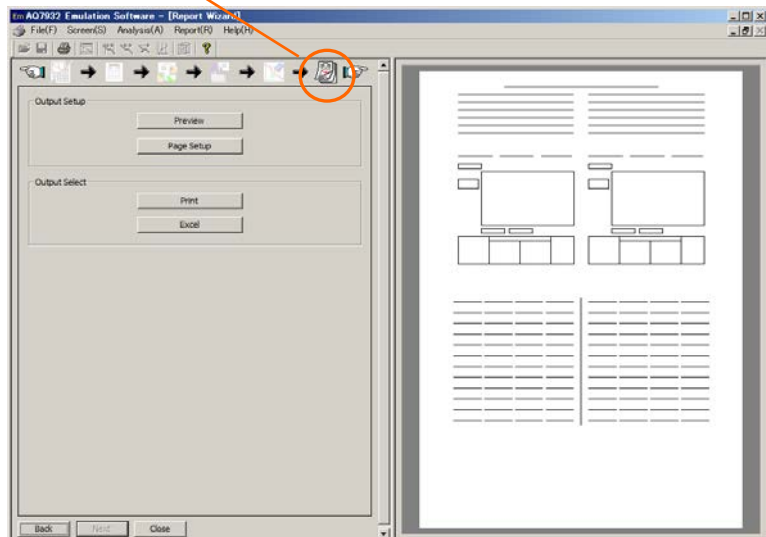 Em AQ7932 Emulation Software - [Report Wizard]
File(F) Screen(S) Analysis(A) Report(R) Help(H)
Output Setup
Preview
Page Setup
Output Select
Print
Excel
Back Next Close